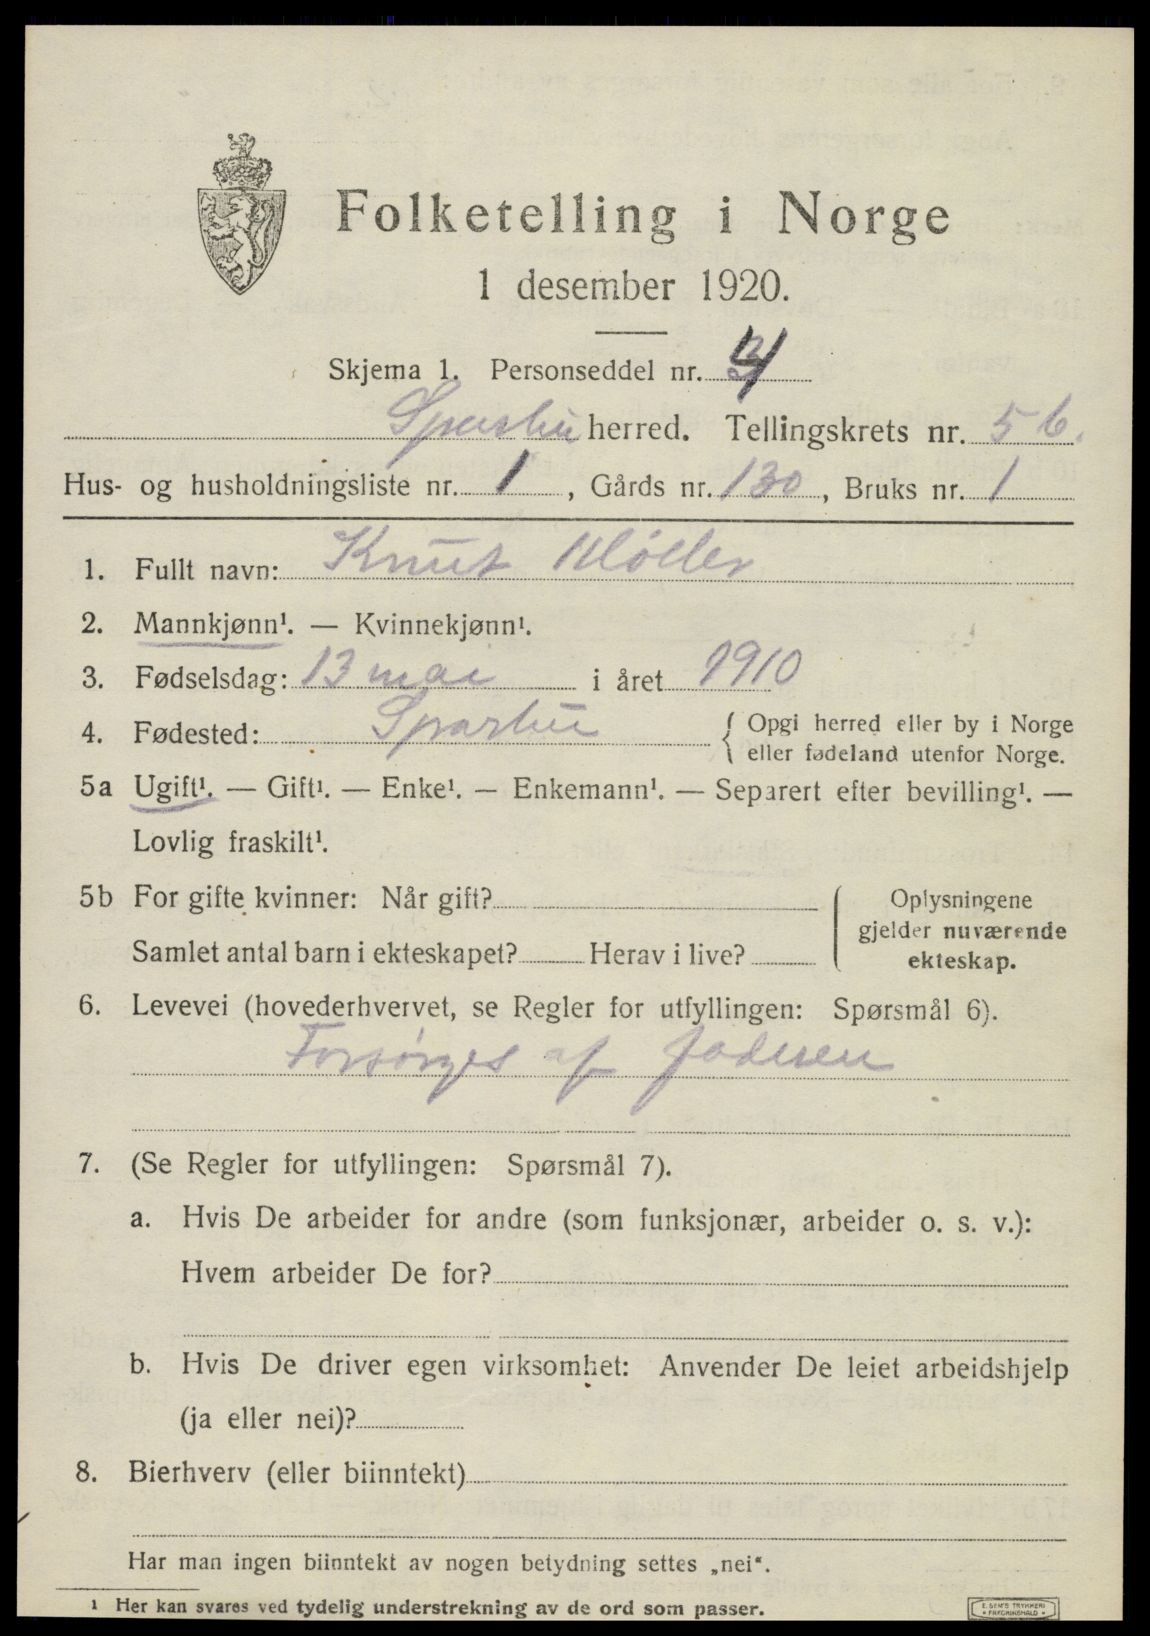 Folketelling i Norge
1 desember 1920.
Skjema 1. Personseddel nr. 4
Sparbu herred. Tellingskrets nr. 5 b.
Hus- og husholdningsliste nr. 1, Gårds nr. 130, Bruks nr. 1
1. Fullt navn: Knut Møller
2. Mannkjønn¹. — Kvinnekjønn¹.
3. Fødselsdag: 13 mai i året 1910
4. Fødested: Sparbu { Opgi herred eller by i Norge
eller fødeland utenfor Norge.
5a Ugift¹. — Gift¹. — Enke¹. — Enkemann¹. — Separert efter bevilling¹. —
Lovlig fraskilt¹.
5b For gifte kvinner: Når gift?
Samlet antal barn i ekteskapet? Herav i live?
Oplysningene
gjelder nuværende
ekteskap.
6. Levevei (hovederhvervet, se Regler for utfyllingen: Spørsmål 6).
Forsørges af
7. (Se Regler for utfyllingen: Spørsmål 7).
a. Hvis De arbeider for andre (som funksjonær, arbeider o. s. v.):
Hvem arbeider De for?
b. Hvis De driver egen virksomhet: Anvender De leiet arbeidshjelp
(ja eller nei)?
8. Bierhverv (eller biinntekt)
Har man ingen biinntekt av nogen betydning settes „nei".
¹ Her kan svares ved tydelig understrekning av de ord som passer.
E. SEM'S TRYKKERI
• FREDRIKSHALD •